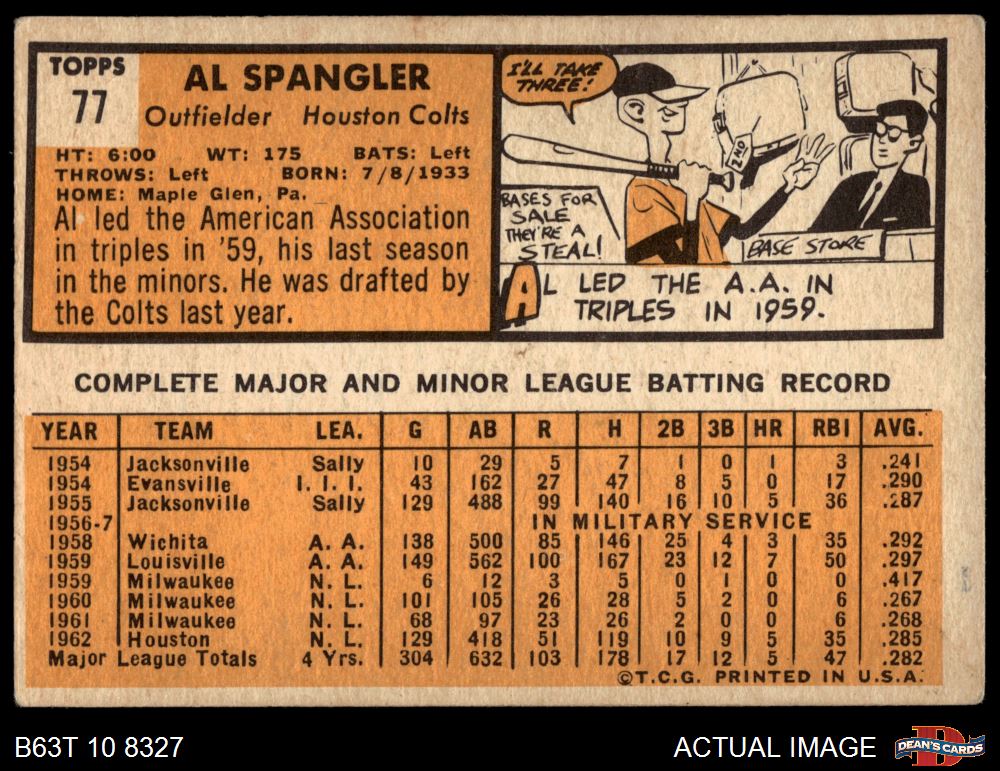 TOPPS
77
AL SPANGLER
Outfielder Houston Colts
HT: 6:00 WT: 175 BATS: Left
THROWS: Left BORN: 7/8/1933
HOME: Maple Glen, Pa.
Al led the American Association
in triples in '59, his last season
in the minors. He was drafted by
the Colts last year.
I'LL TAKE
THREE!
2ND
BASES FOR
SALE
THEY'RE A
STEAL!
BASE STORE
AL LED THE A.A. IN
TRIPLES IN 1959.
COMPLETE MAJOR AND MINOR LEAGUE BATTING RECORD
YEAR TEAM LEA. G AB R H 2B 3B HR RBI AVG.
1954 Jacksonville Sally 10 29 5 7 1 0 1 3 .241
1954 Evansville I. I. I. 43 162 27 47 8 5 0 17 .290
1955 Jacksonville Sally 129 488 99 140 16 10 5 36 .287
1956-7 IN MILITARY SERVICE
1958 Wichita A. A. 138 500 85 146 25 4 3 35 .292
1959 Louisville A. A. 149 562 100 167 23 12 7 50 .297
1959 Milwaukee N. L. 6 12 3 5 0 1 0 0 .417
1960 Milwaukee N. L. 101 105 26 28 5 2 0 6 .267
1961 Milwaukee N. L. 68 97 23 26 2 0 0 6 .268
1962 Houston N. L. 129 418 51 119 10 9 5 35 .285
Major League Totals 4 Yrs. 304 632 103 178 17 12 5 47 .282
©T.C.G. PRINTED IN U.S.A.
B63T 10 8327
ACTUAL IMAGE
D
DEAN'S CARDS